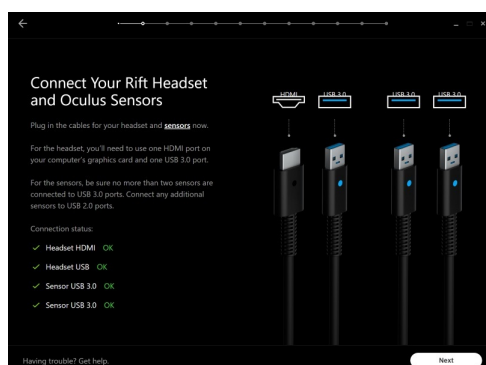 Connect Your Rift Headset
and Oculus Sensors
Plug in the cables for your headset and sensors now.
For the headset, you'll need to use one HDMI port on
your computer's graphics card and one USB 3.0 port.
For the sensors, be sure no more than two sensors are
connected to USB 3.0 ports. Connect any additional
sensors to USB 2.0 ports.
Connection status:
Headset HDMI OK
Headset USB OK
Sensor USB 3.0 OK
Sensor USB 3.0 OK
HDMI USB 3.0 USB 3.0 USB 3.0
Having trouble? Get help.
Next